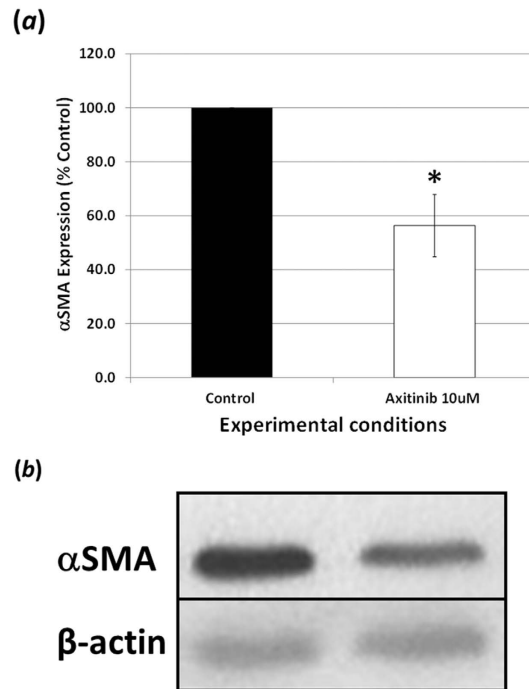 (a)
120.0
100.0
80.0
60.0
40.0
20.0
0.0
αSMA Expression (% Control)
*
Control
Axitinib 10uM
Experimental conditions
(b)
αSMA
β-actin